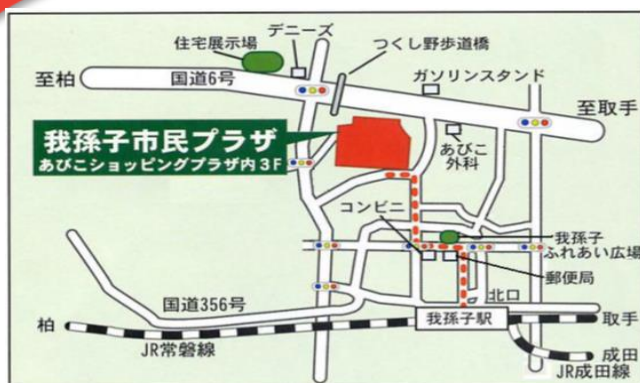 デニーズ
住宅展示場
つくし野歩道橋
至柏
国道6号
ガソリンスタンド
至取手
我孫子市民プラザ
あびこショッピングプラザ内3F
あびこ
外科
コンビニ
我孫子
ふれあい広場
郵便局
国道356号
北口
柏
我孫子駅
取手
JR常磐線
成田
JR成田線